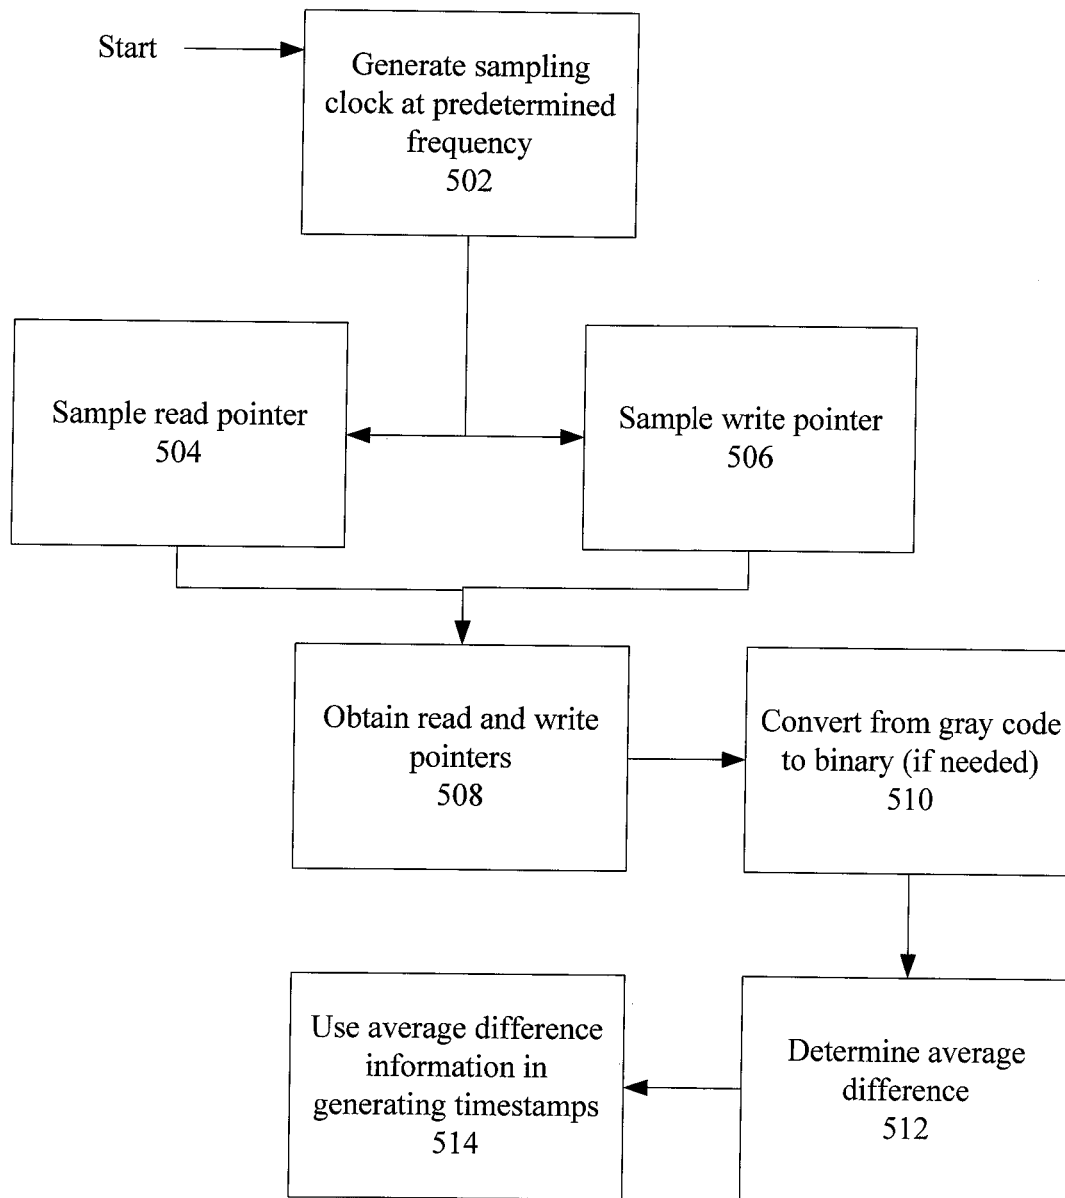 Start
Generate sampling
clock at predetermined
frequency
502
Sample read pointer
504
Sample write pointer
506
Obtain read and write
pointers
508
Convert from gray code
to binary (if needed)
510
Use average difference
information in
generating timestamps
514
Determine average
difference
512